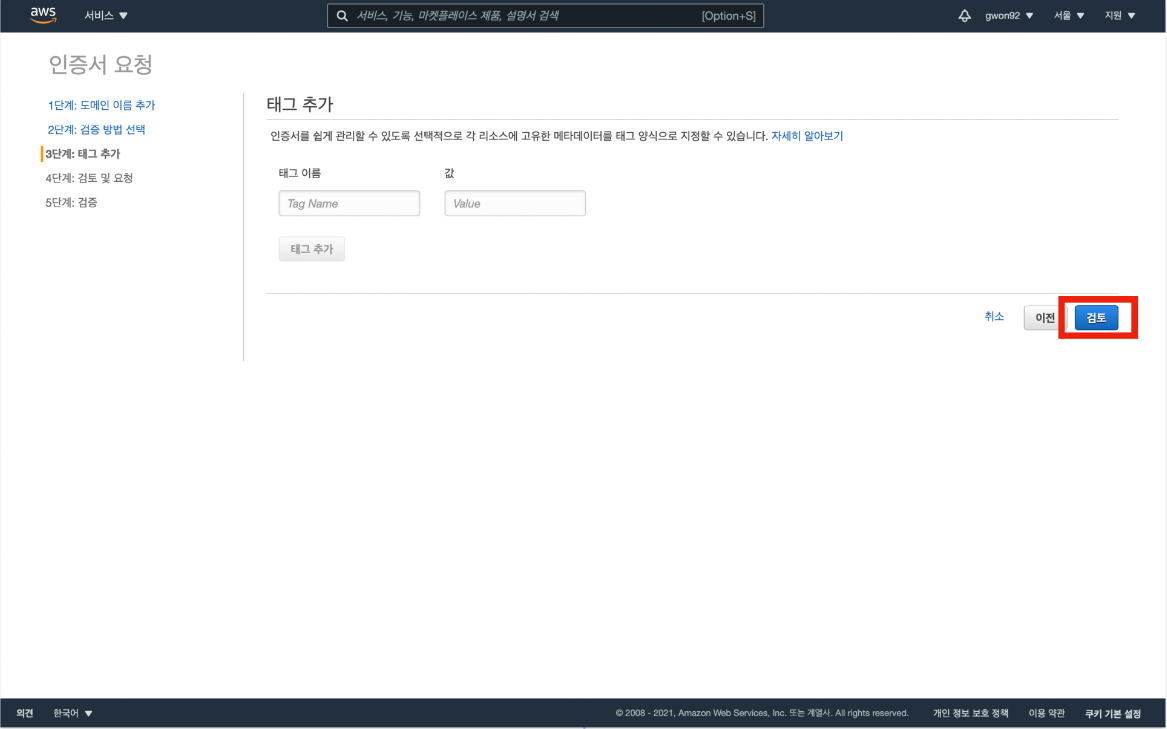 aws 서비스 ▼ 서비스, 기능, 마켓플레이스 제품, 설명서 검색 [Option+S] gwon92 ▼ 서울 ▼ 지원 ▼
인증서 요청
1단계: 도메인 이름 추가
2단계: 검증 방법 선택
3단계: 태그 추가
4단계: 검토 및 요청
5단계: 검증
태그 추가
인증서를 쉽게 관리할 수 있도록 선택적으로 각 리소스에 고유한 메타데이터를 태그 양식으로 지정할 수 있습니다. 자세히 알아보기
태그 이름 값
Tag Name Value
태그 추가
취소 이전 검토
의견 한국어 ▼ © 2008 - 2021, Amazon Web Services, Inc. 또는 계열사. All rights reserved. 개인 정보 보호 정책 이용 약관 쿠키 기본 설정